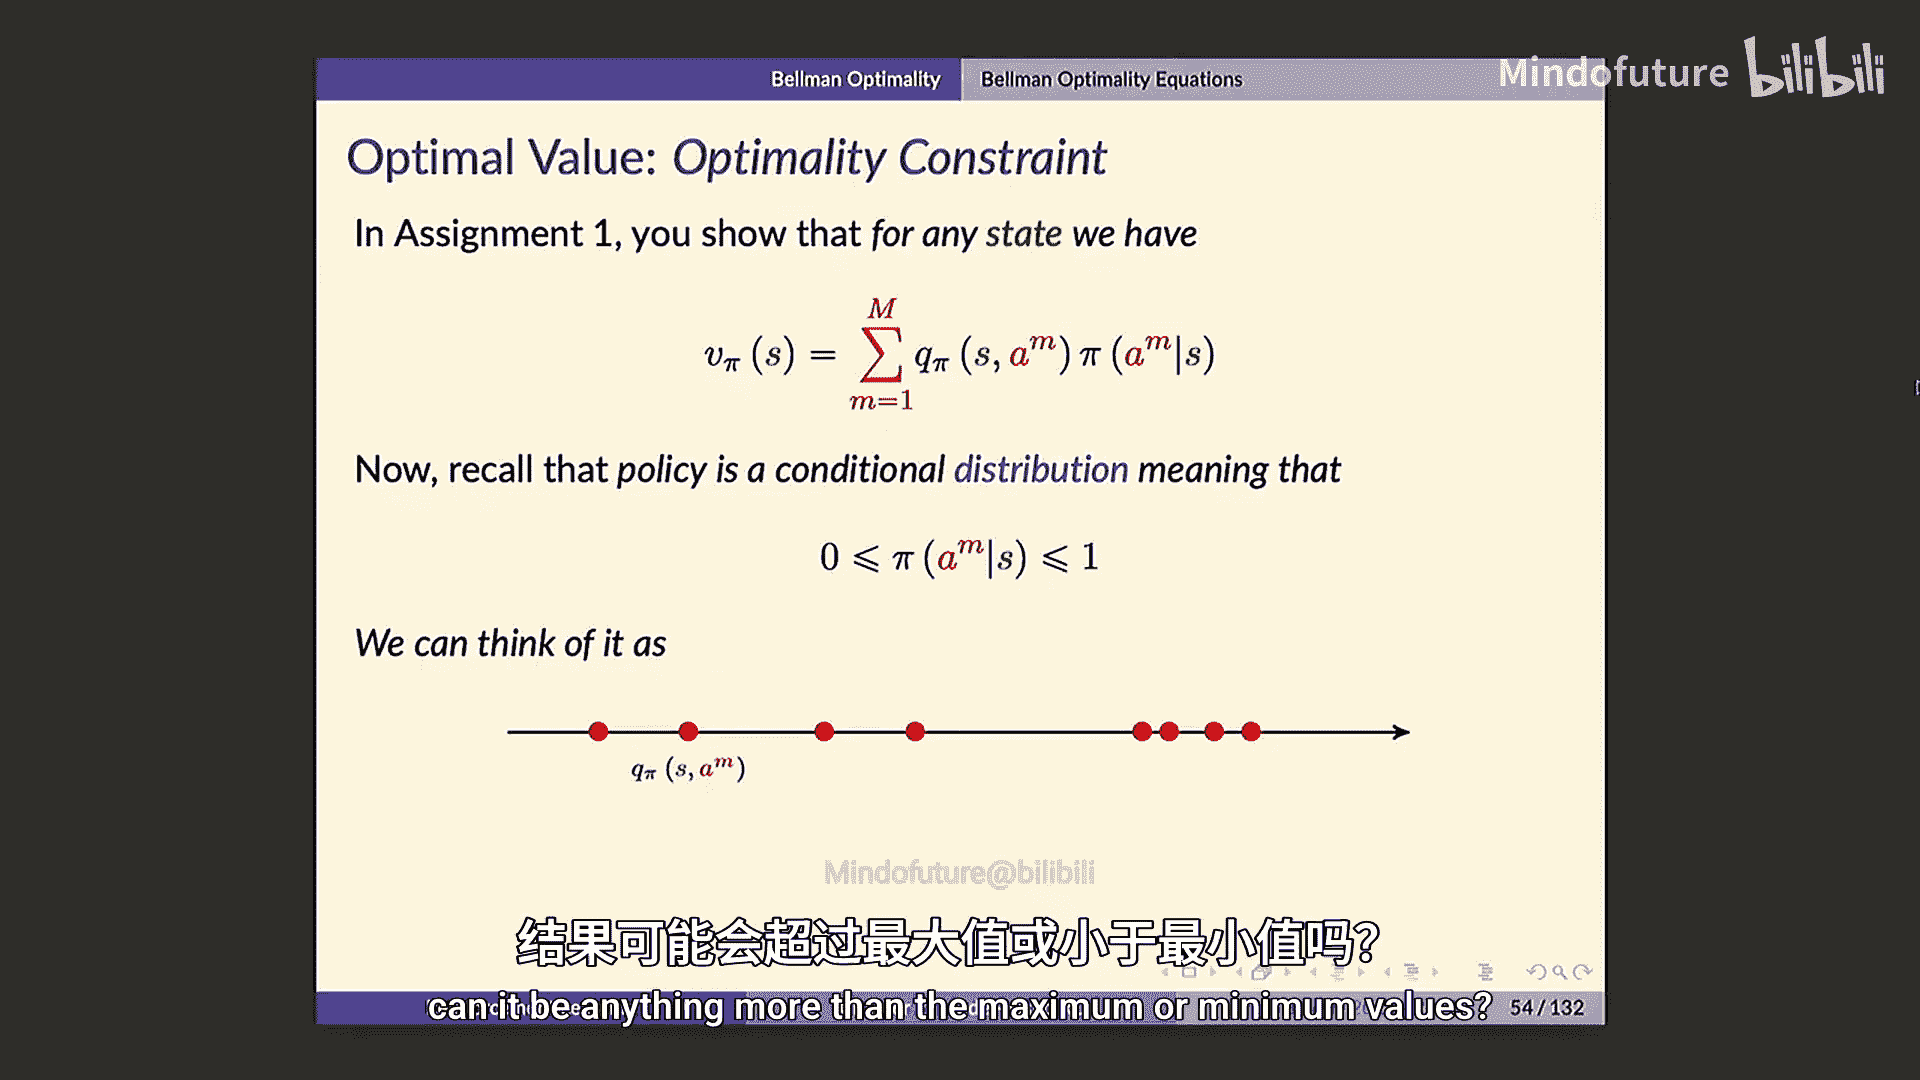 Mindofuture bilibili
Bellman Optimality
Bellman Optimality Equations
Optimal Value: Optimality Constraint
In Assignment 1, you show that for any state we have
v_π (s) = ∑_{m=1}^{M} q_π (s, a^m) π (a^m|s)
Now, recall that policy is a conditional distribution meaning that
0 ⩽ π (a^m|s) ⩽ 1
We can think of it as
q_π (s, a^m)
Mindofuture@bilibili
结果可能会超过最大值或小于最小值吗？
can it be anything more than the maximum or minimum values?
54 / 132